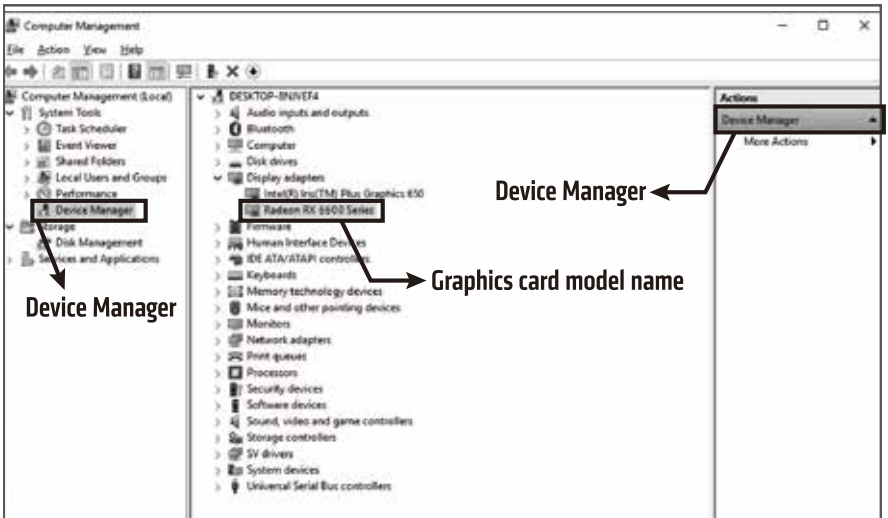 Computer Management
File Action View Help
Computer Management (Local)
System Tools
Task Scheduler
Event Viewer
Shared Folders
Local Users and Groups
Performance
Device Manager
Storage
Disk Management
Services and Applications
Device Manager
DESKTOP-8NIVEF4
Audio inputs and outputs
Bluetooth
Computer
Disk drives
Display adapters
Intel(R) Iris(TM) Plus Graphics 650
Radeon RX 6600 Series
Firmware
Human Interface Devices
IDE ATA/ATAPI controllers
Keyboards
Memory technology devices
Mice and other pointing devices
Monitors
Network adapters
Print queues
Processors
Security devices
Software devices
Sound, video and game controllers
Storage controllers
SV drivers
System devices
Universal Serial Bus controllers
Device Manager
Graphics card model name
Actions
Device Manager
More Actions